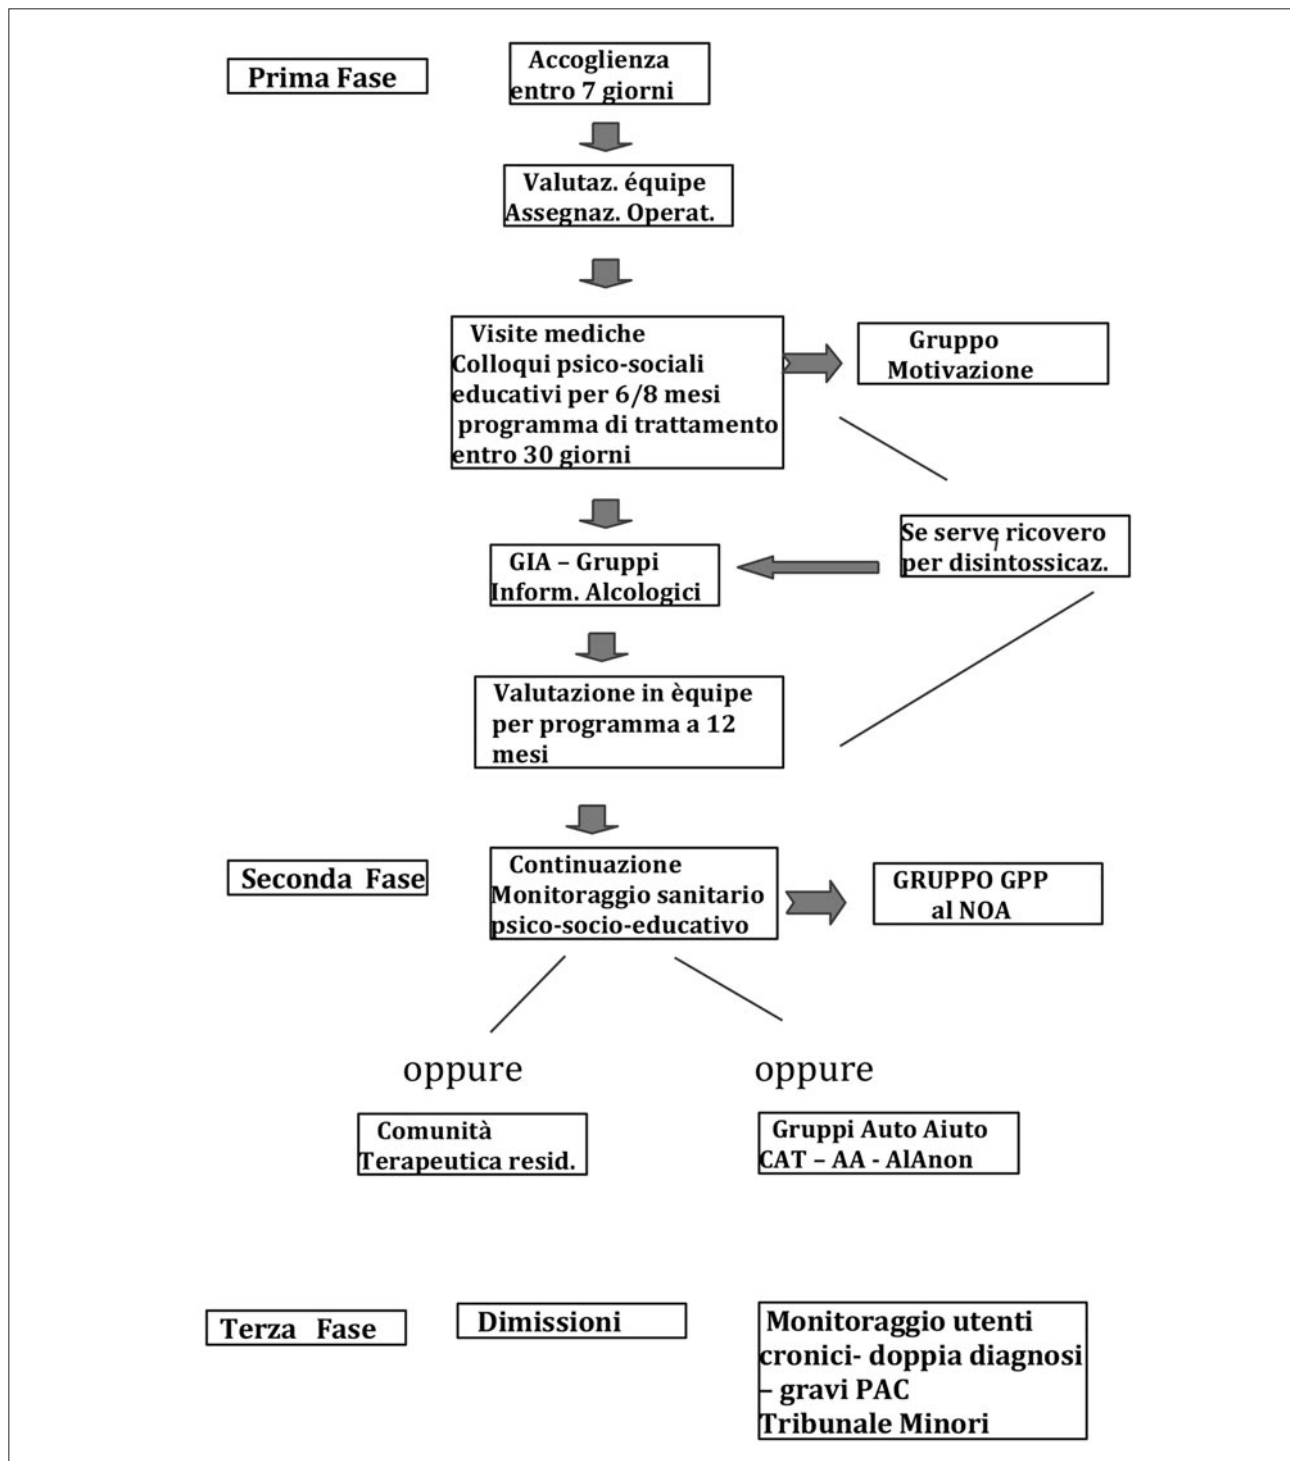 Prima Fase
Accoglienza
entro 7 giorni
Valutaz. équipe
Assegnaz. Operat.
Visite mediche
Colloqui psico-sociali
educativi per 6/8 mesi
programma di trattamento
entro 30 giorni
Gruppo
Motivazione
Se serve ricovero
per disintossicaz.
GIA – Gruppi
Inform. Alcologici
Valutazione in èquipe
per programma a 12
mesi
Seconda Fase
Continuazione
Monitoraggio sanitario
psico-socio-educativo
GRUPPO GPP
al NOA
oppure
oppure
Comunità
Terapeutica resid.
Gruppi Auto Aiuto
CAT – AA - AlAnon
Terza Fase
Dimissioni
Monitoraggio utenti
cronici- doppia diagnosi
– gravi PAC
Tribunale Minori